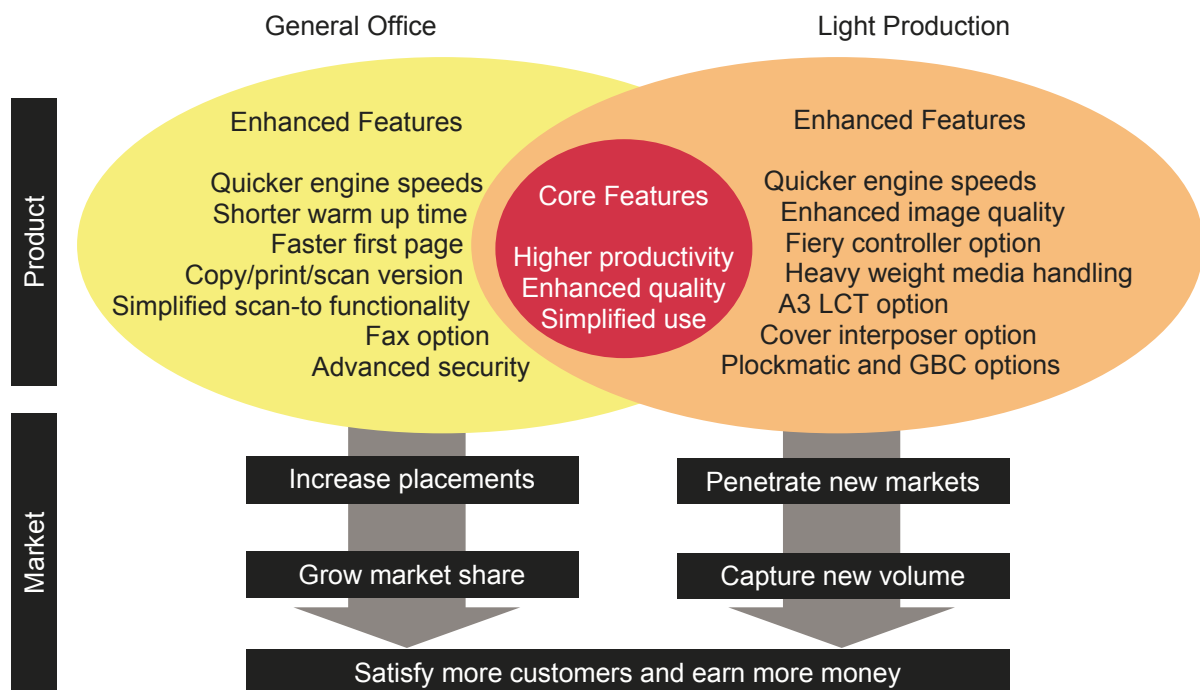 General Office
Light Production
Product
Enhanced Features
Quicker engine speeds
Shorter warm up time
Faster first page
Copy/print/scan version
Simplified scan-to functionality
Fax option
Advanced security
Core Features
Higher productivity
Enhanced quality
Simplified use
Enhanced Features
Quicker engine speeds
Enhanced image quality
Fiery controller option
Heavy weight media handling
A3 LCT option
Cover interposer option
Plockmatic and GBC options
Market
Increase placements
Penetrate new markets
Grow market share
Capture new volume
Satisfy more customers and earn more money